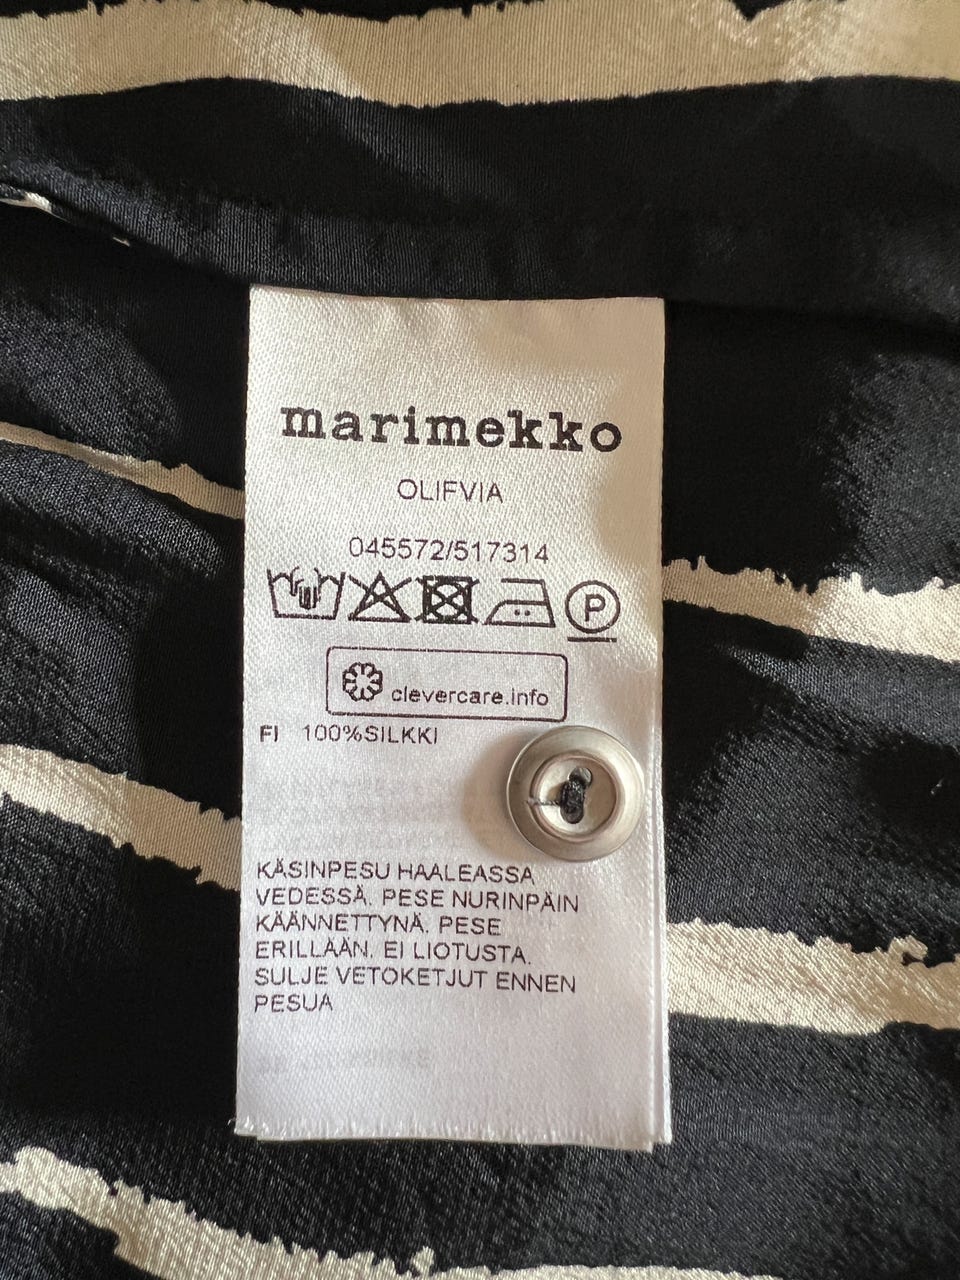 marimekko
OLIFVIA
045572/517314
P
clevercare.info
FI 100%SILKKI
KÄSINPESU HAALEASSA
VEDESSÄ. PESE NURINPÄIN
KÄÄNNETTYNÄ. PESE
ERILLÄÄN. EI LIOTUSTA.
SULJE VETOKETJUT ENNEN
PESUA